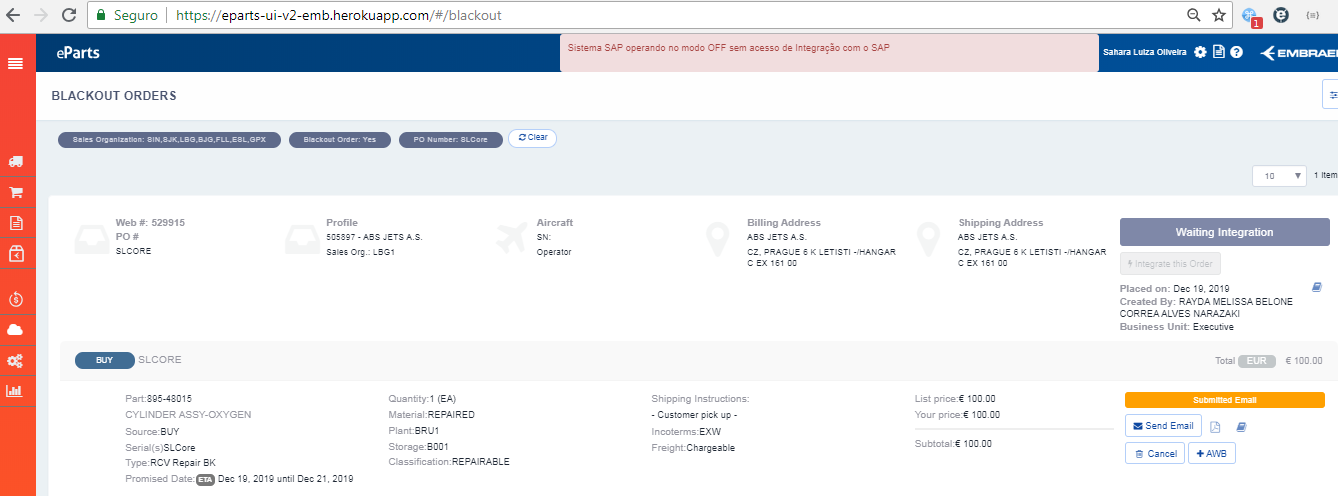 Seguro https://eparts-ui-v2-emb.herokuapp.com/#/blackout
1
eParts
Sistema SAP operando no modo OFF sem acesso de Integração com o SAP
Sahara Luiza Oliveira
EMBRAER
BLACKOUT ORDERS
Sales Organization: SIN,SJK,LBG,BJG,FLL,ESL,GPX
Blackout Order: Yes
PO Number: SLCore
Clear
10
1 Item
Web #: 529915
PO #
SLCORE
Profile
505897 - ABS JETS A.S.
Sales Org.: LBG1
Aircraft
SN:
Operator
Billing Address
ABS JETS A.S.
CZ, PRAGUE 6 K LETISTI -/HANGAR
C EX 161 00
Shipping Address
ABS JETS A.S.
CZ, PRAGUE 6 K LETISTI -/HANGAR
C EX 161 00
Waiting Integration
Integrate this Order
Placed on: Dec 19, 2019
Created By: RAYDA MELISSA BELONE
CORREA ALVES NARAZAKI
Business Unit: Executive
BUY SLCORE
Total EUR € 100.00
Part:895-48015
CYLINDER ASSY-OXYGEN
Source:BUY
Serial(s)SLCore
Type:RCV Repair BK
Promised Date: ETA Dec 19, 2019 until Dec 21, 2019
Quantity:1 (EA)
Material:REPAIRED
Plant:BRU1
Storage:B001
Classification:REPAIRABLE
Shipping Instructions:
- Customer pick up -
Incoterms:EXW
Freight:Chargeable
List price:€ 100.00
Your price:€ 100.00
Subtotal:€ 100.00
Submitted Email
Send Email
Cancel
AWB